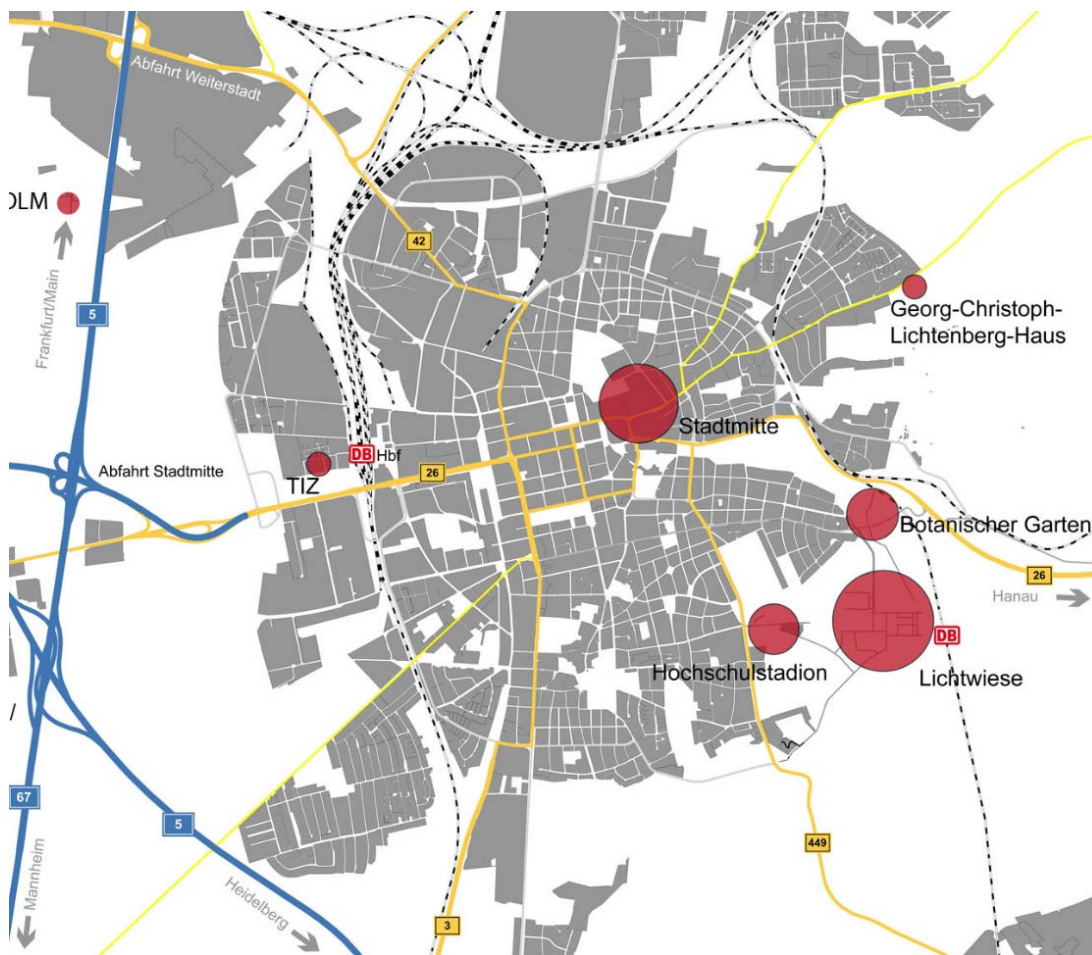 Abfahrt Weiterstadt
OLM
Frankfurt/Main
5
42
Georg-Christoph-
Lichtenberg-Haus
Stadtmitte
DB Hbf
Abfahrt Stadtmitte
TIZ
26
Botanischer Garten
26
Hanau
DB
Hochschulstadion
Lichtwiese
/
67
5
449
Mannheim
Heidelberg
3